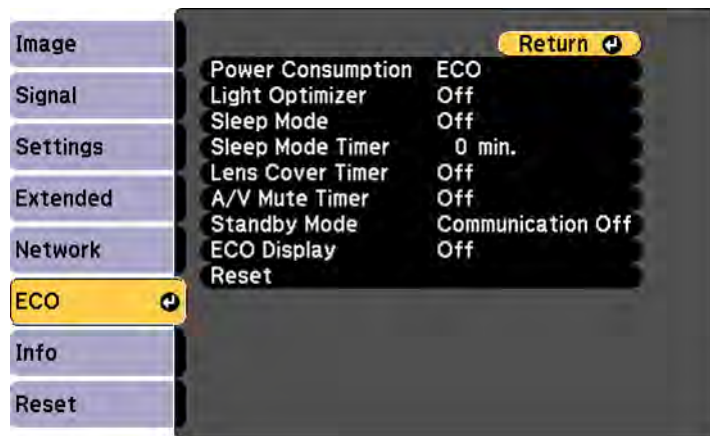 Image
Signal
Settings
Extended
Network
ECO
Info
Reset
Return
Power Consumption ECO
Light Optimizer Off
Sleep Mode Off
Sleep Mode Timer 0 min.
Lens Cover Timer Off
A/V Mute Timer Off
Standby Mode Communication Off
ECO Display Off
Reset